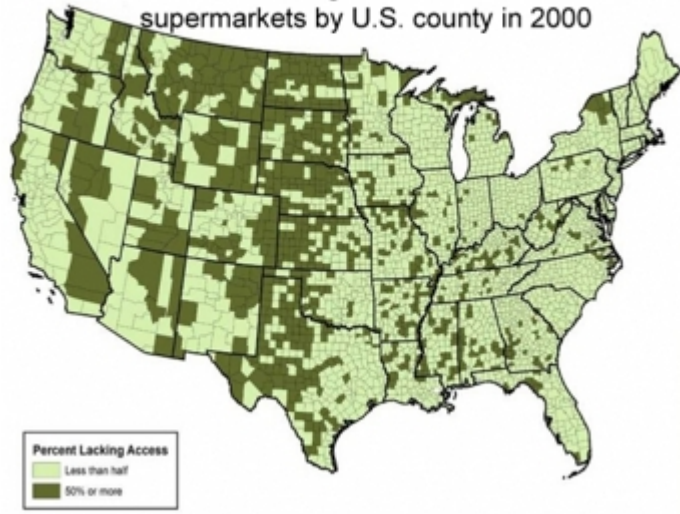 supermarkets by U.S. county in 2000
Percent Lacking Access
Less than half
50% or more